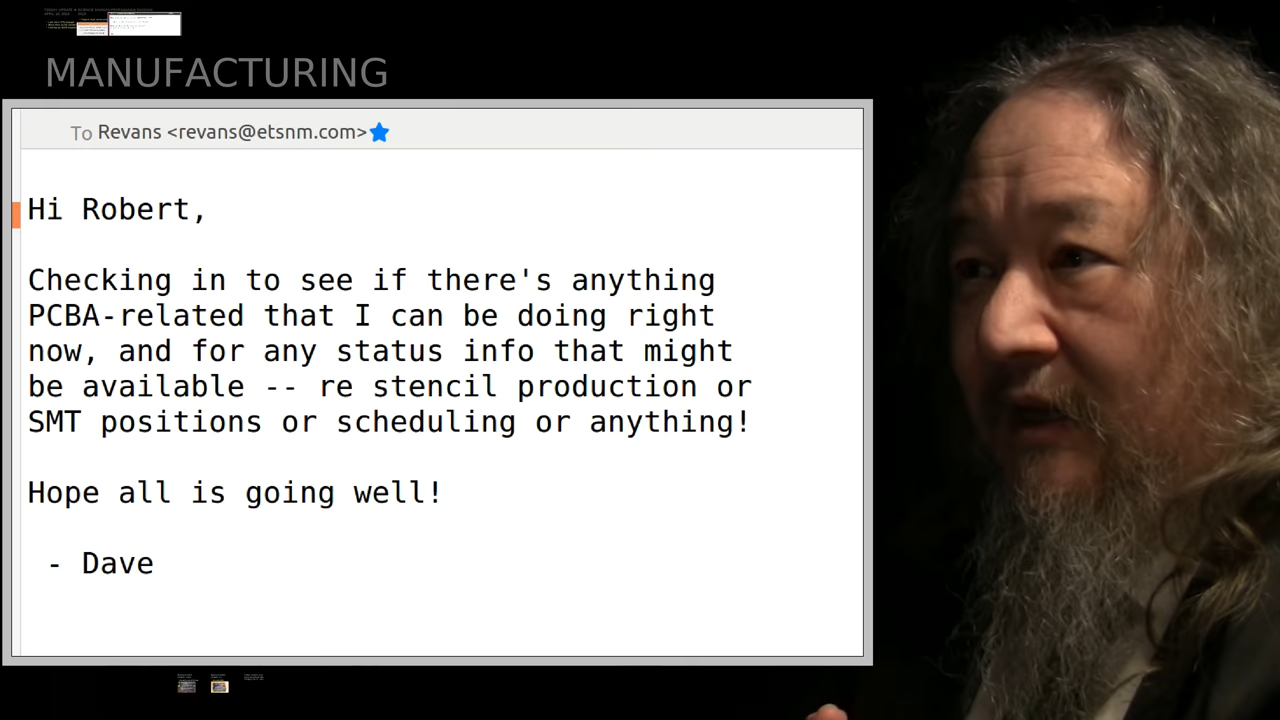 MANUFACTURING
To Revans <revans@etsnm.com>
Hi Robert,
Checking in to see if there's anything
PCBA-related that I can be doing right
now, and for any status info that might
be available -- re stencil production or
SMT positions or scheduling or anything!
Hope all is going well!
- Dave